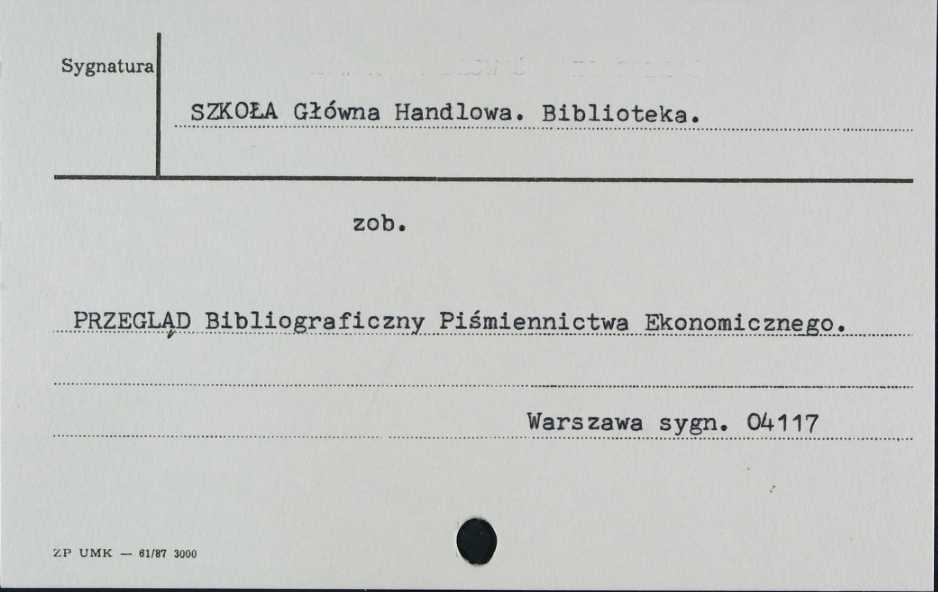 Sygnatura
SZKOŁA Główna Handlowa. Biblioteka.
zob.
PRZEGLĄD Bibliograficzny Piśmiennictwa Ekonomicznego.
Warszawa sygn. 04117
ZP UMK — 61/87 3000